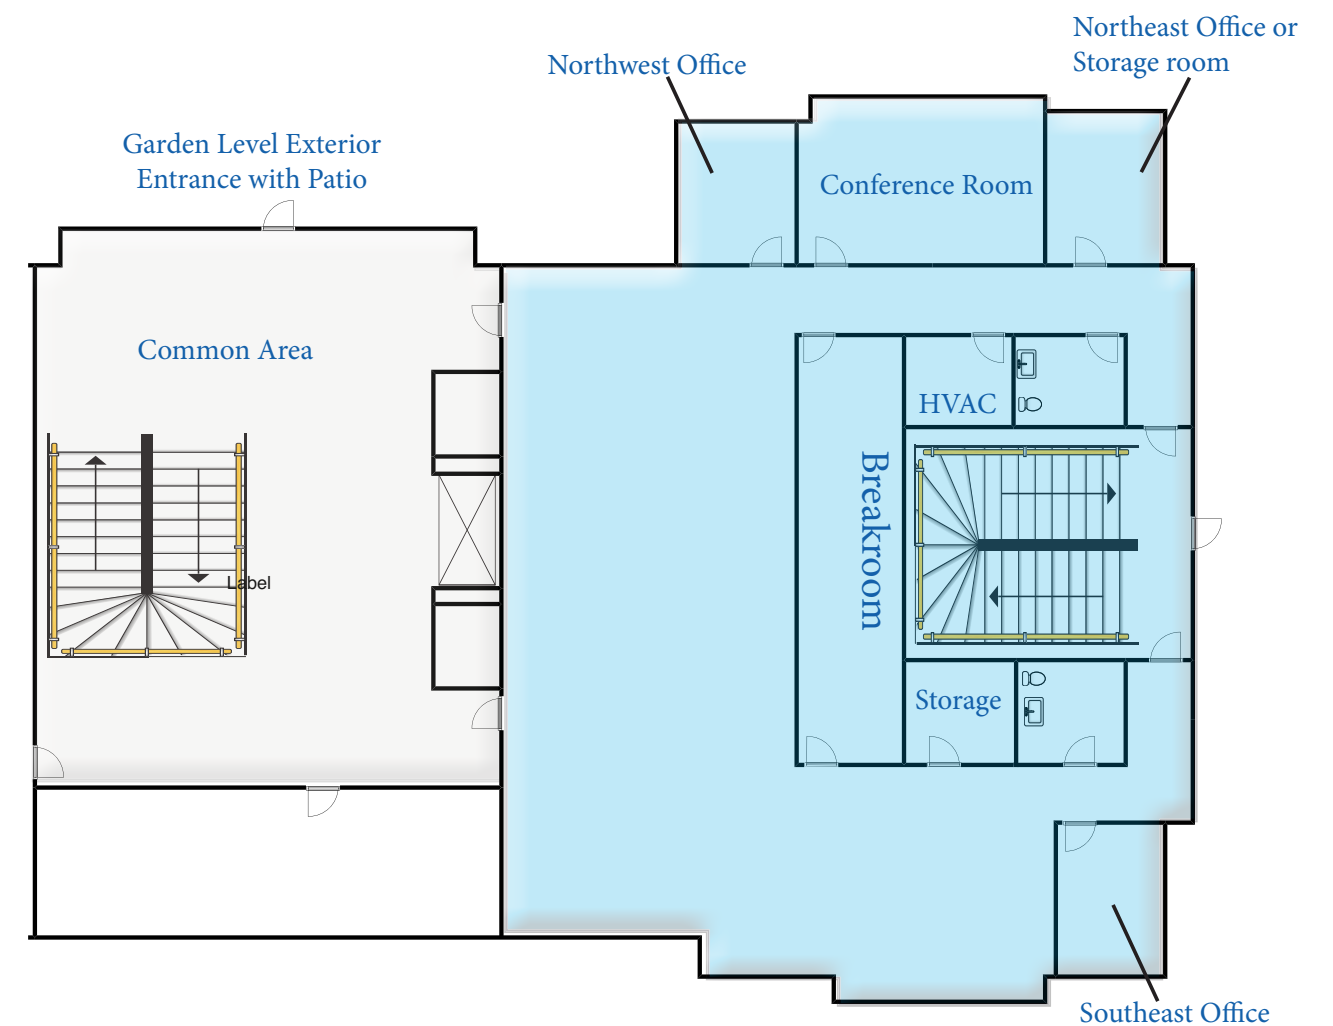 Northeast Office or
Storage room
Northwest Office
Garden Level Exterior
Entrance with Patio
Conference Room
Common Area
HVAC
Breakroom
Label
Storage
Southeast Office